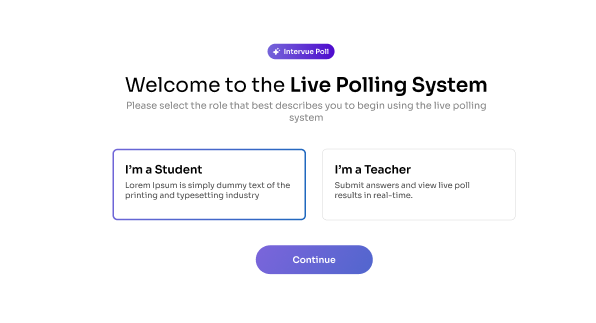 Intervue Poll
Welcome to the Live Polling System
Please select the role that best describes you to begin using the live polling
system
I'm a Student
Lorem Ipsum is simply dummy text of the
printing and typesetting industry
I'm a Teacher
Submit answers and view live poll
results in real-time.
Continue